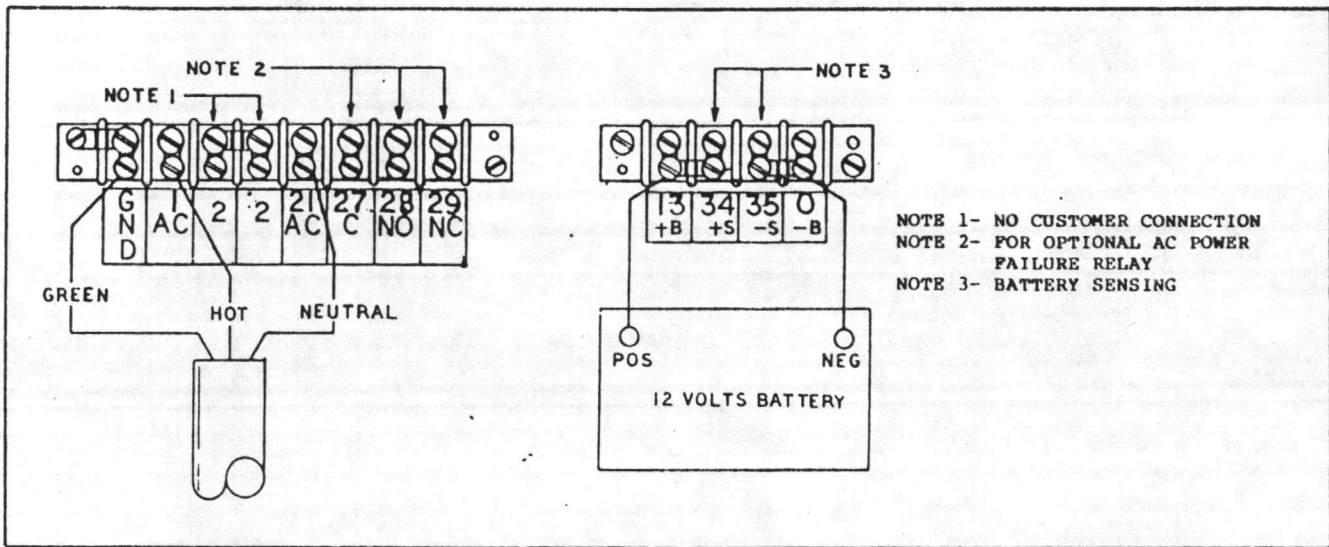 NOTE 2
NOTE 3
NOTE 1
GND 1 2 2 21 27 28 29
AC AC C NO NC
13 34 35 0
+B +S -S -B
NOTE 1- NO CUSTOMER CONNECTION
NOTE 2- FOR OPTIONAL AC POWER
FAILURE RELAY
NOTE 3- BATTERY SENSING
GREEN
HOT
NEUTRAL
POS
NEG
12 VOLTS BATTERY